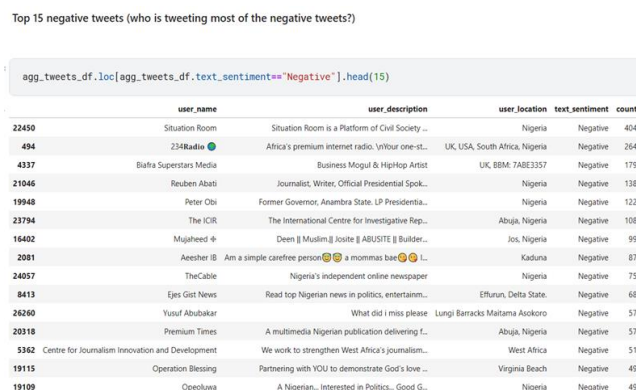 Top 15 negative tweets (who is tweeting most of the negative tweets?)
agg_tweets_df.loc[agg_tweets_df.text_sentiment=="Negative"].head(15)
user_name user_description user_location text_sentiment count
22450 Situation Room Situation Room is a Platform of Civil Society ... Nigeria Negative 404
494 234𝐑𝐚𝐝𝐢𝐨 🌍 Africa's premium internet radio. \nYour one-st... UK, USA, South Africa, Nigeria Negative 264
4337 Biafra Superstars Media Business Mogul & HipHop Artist UK, BBM: 7ABE3357 Negative 179
21046 Reuben Abati Journalist, Writer, Official Presidential Spok... Nigeria Negative 138
19948 Peter Obi Former Governor, Anambra State. LP Presidentia... Nigeria Negative 122
23794 The ICIR The International Centre for Investigative Rep... Abuja, Nigeria Negative 108
16402 Mujaheed ✙ Deen || Muslim.|| Josite || ABUSITE || Builder... Jos, Nigeria Negative 99
2081 Aeesher IB Am a simple carefree person😇😇 a mommas bae😘😘 I... Kaduna Negative 87
24057 TheCable Nigeria's independent online newspaper Nigeria Negative 75
8413 Ejes Gist News Read top Nigerian news in politics, entertainm... Effurun, Delta State. Negative 68
26260 Yusuf Abubakar What did i miss please Lungi Barracks Maitama Asokoro Negative 57
20318 Premium Times A multimedia Nigerian publication delivering f... Abuja, Nigeria Negative 57
5362 Centre for Journalism Innovation and Development We work to strengthen West Africa's journalism... West Africa Negative 51
19115 Operation Blessing Partnering with YOU to demonstrate God's love ... Virginia Beach Negative 49
19109 Opeoluwa A Nigerian... Interested in Politics... Good G... Nigeria Negative 49